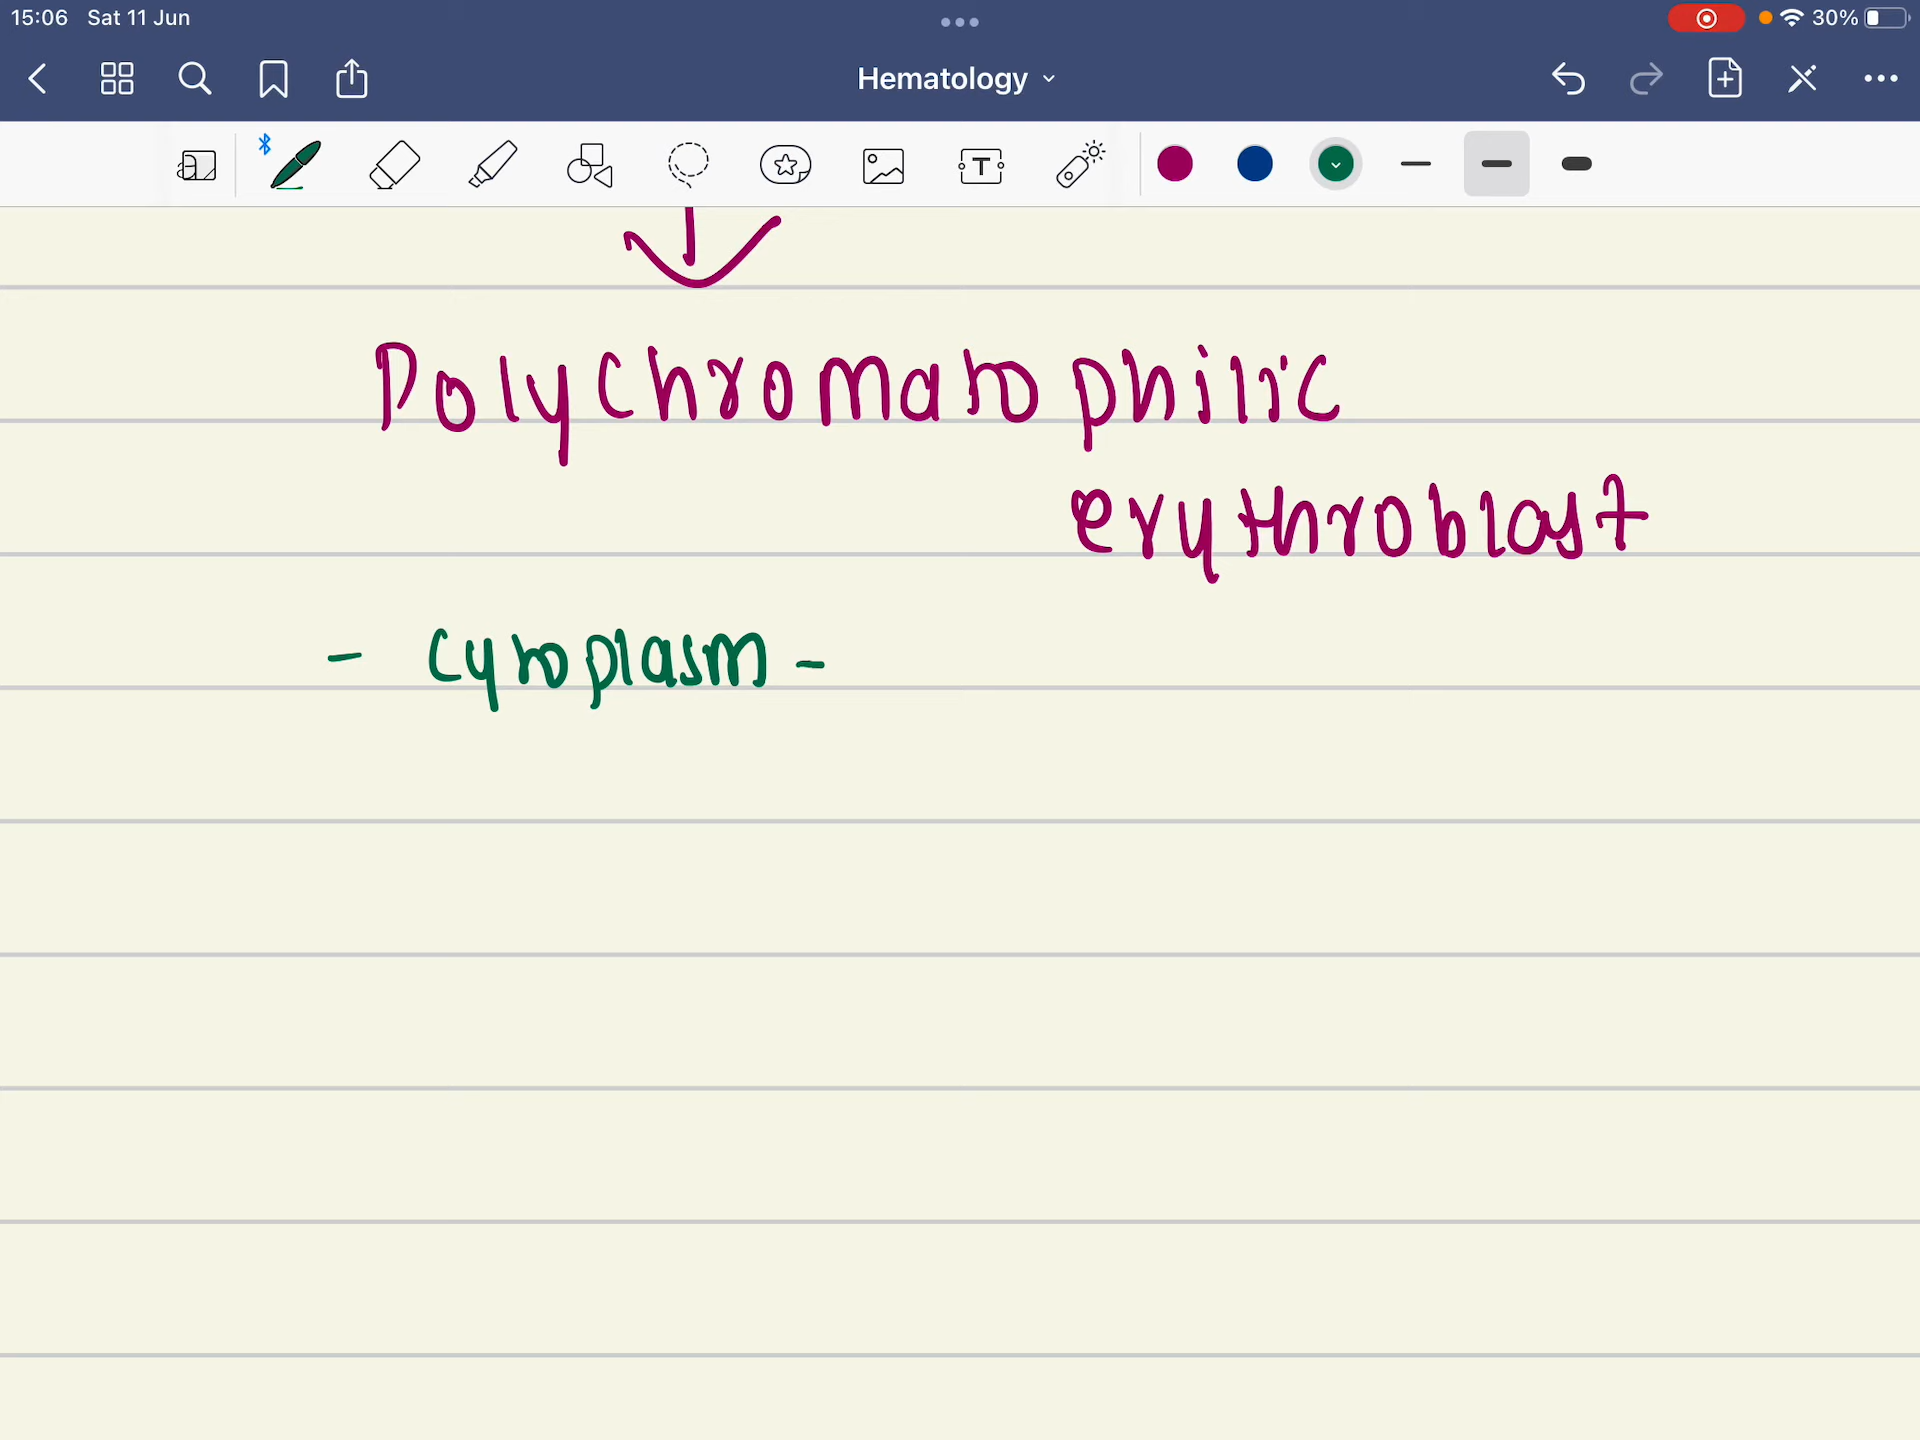 15:06 Sat 11 Jun 30%
Hematology
a T
Polychromatophilic
erythroblast
- Cytoplasm -